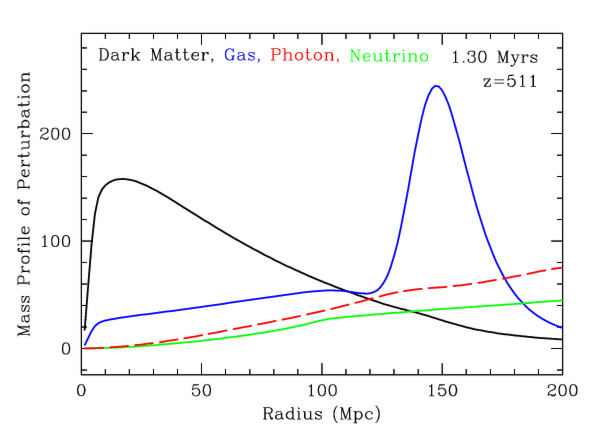 Dark Matter, Gas, Photon, Neutrino 1.30 Myrs
z=511
Mass Profile of Perturbation
200
100
0
0 50 100 150 200
Radius (Mpc)